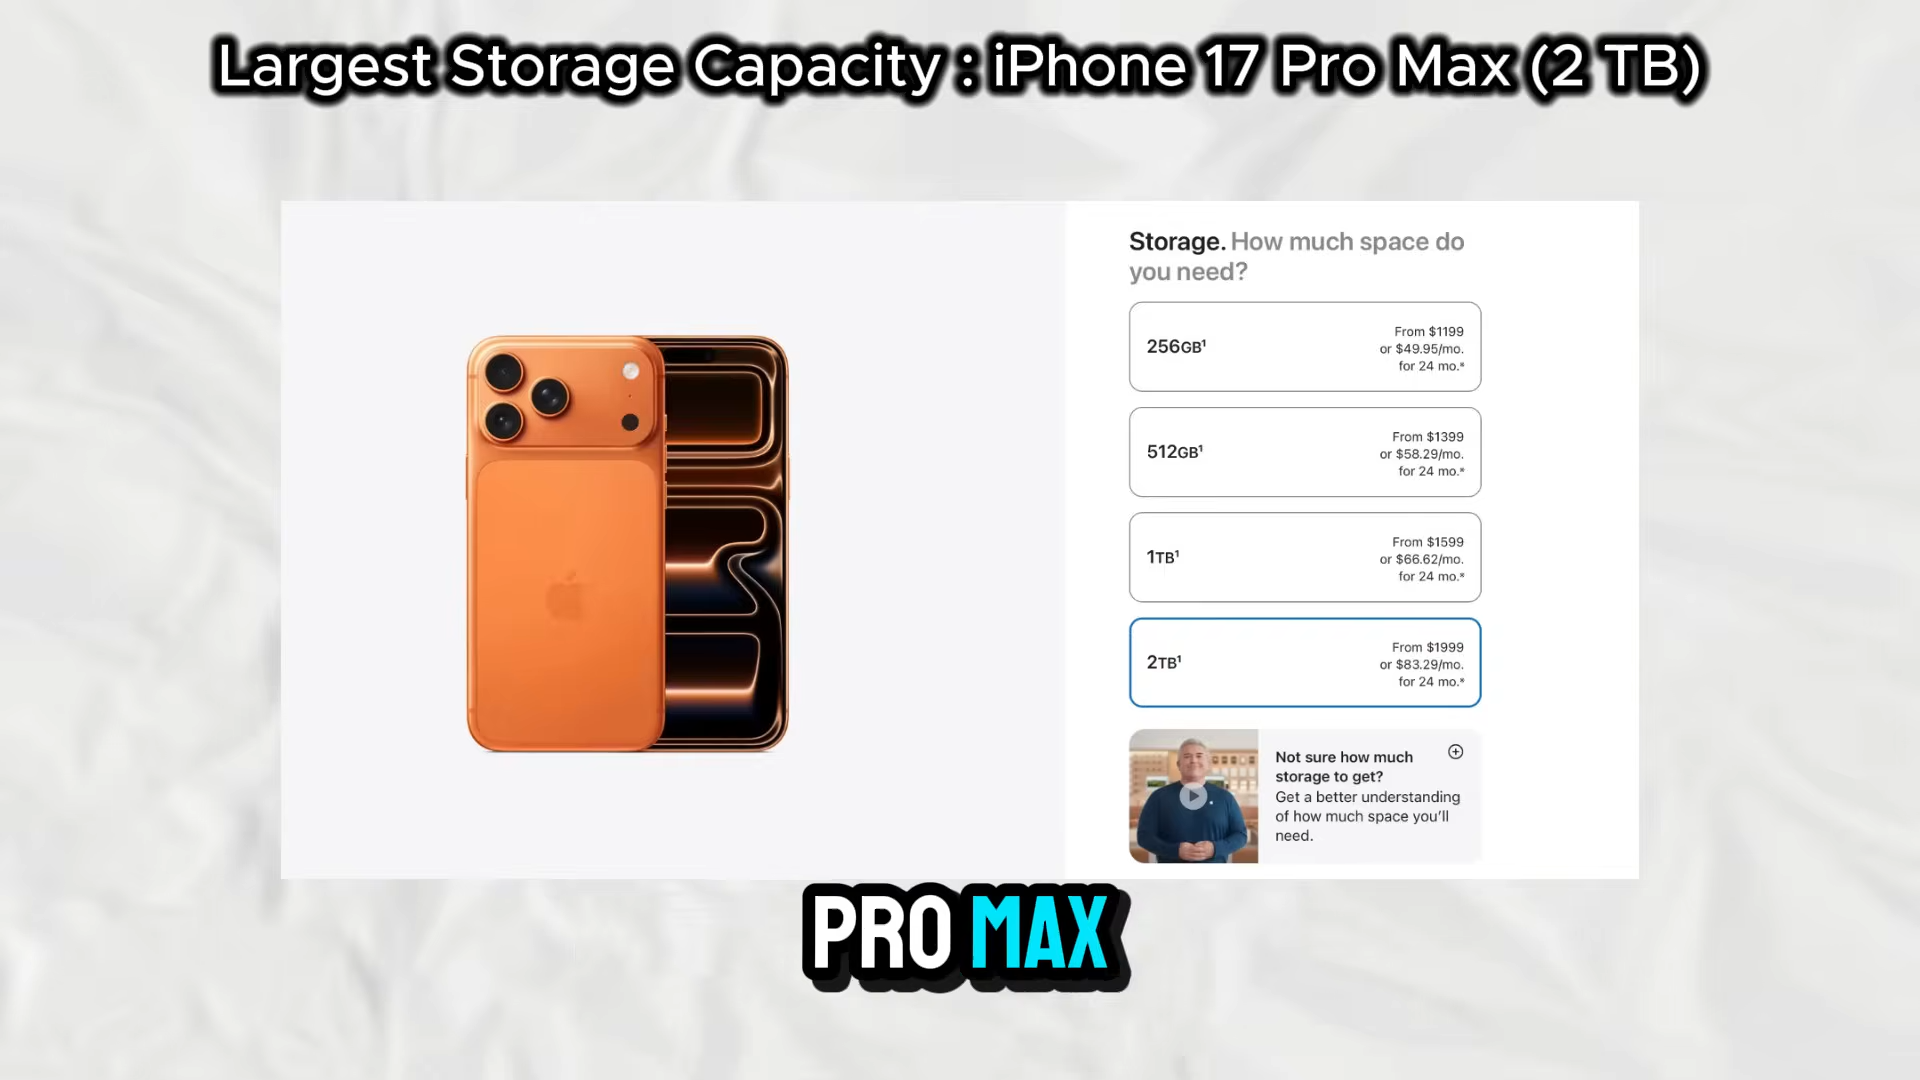 Largest Storage Capacity : iPhone 17 Pro Max (2 TB)
Storage. How much space do
you need?
256GB¹
From $1199
or $49.95/mo.
for 24 mo.*
512GB¹
From $1399
or $58.29/mo.
for 24 mo.*
1TB¹
From $1599
or $66.62/mo.
for 24 mo.*
2TB¹
From $1999
or $83.29/mo.
for 24 mo.*
Not sure how much
storage to get?
Get a better understanding
of how much space you'll
need.
PRO MAX